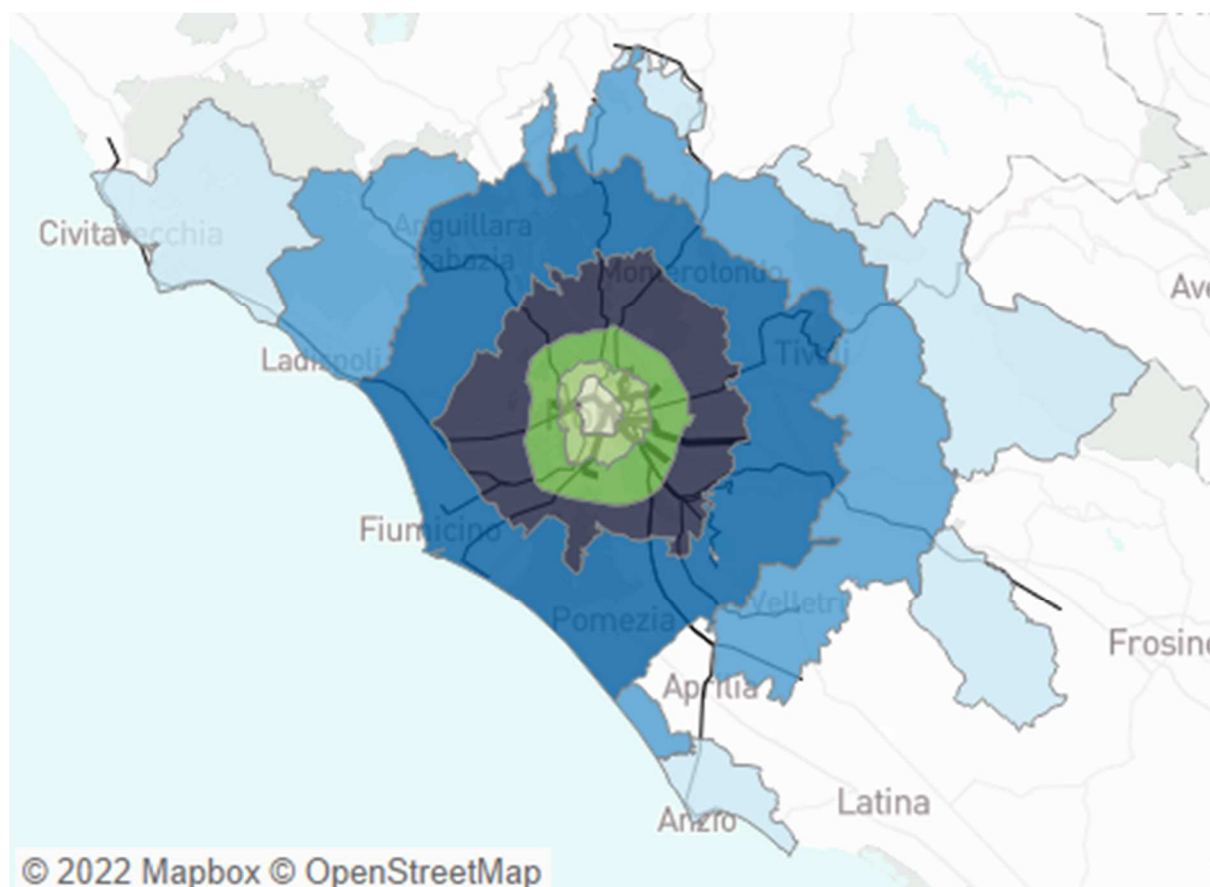 Civitavecchia
Anguillara
Sabazia
Monterotondo
Ave
Ladispoli
Tivoli
Fiumicino
Velletri
Pomezia
Frosin
Aprilia
Latina
Anzio
© 2022 Mapbox © OpenStreetMap